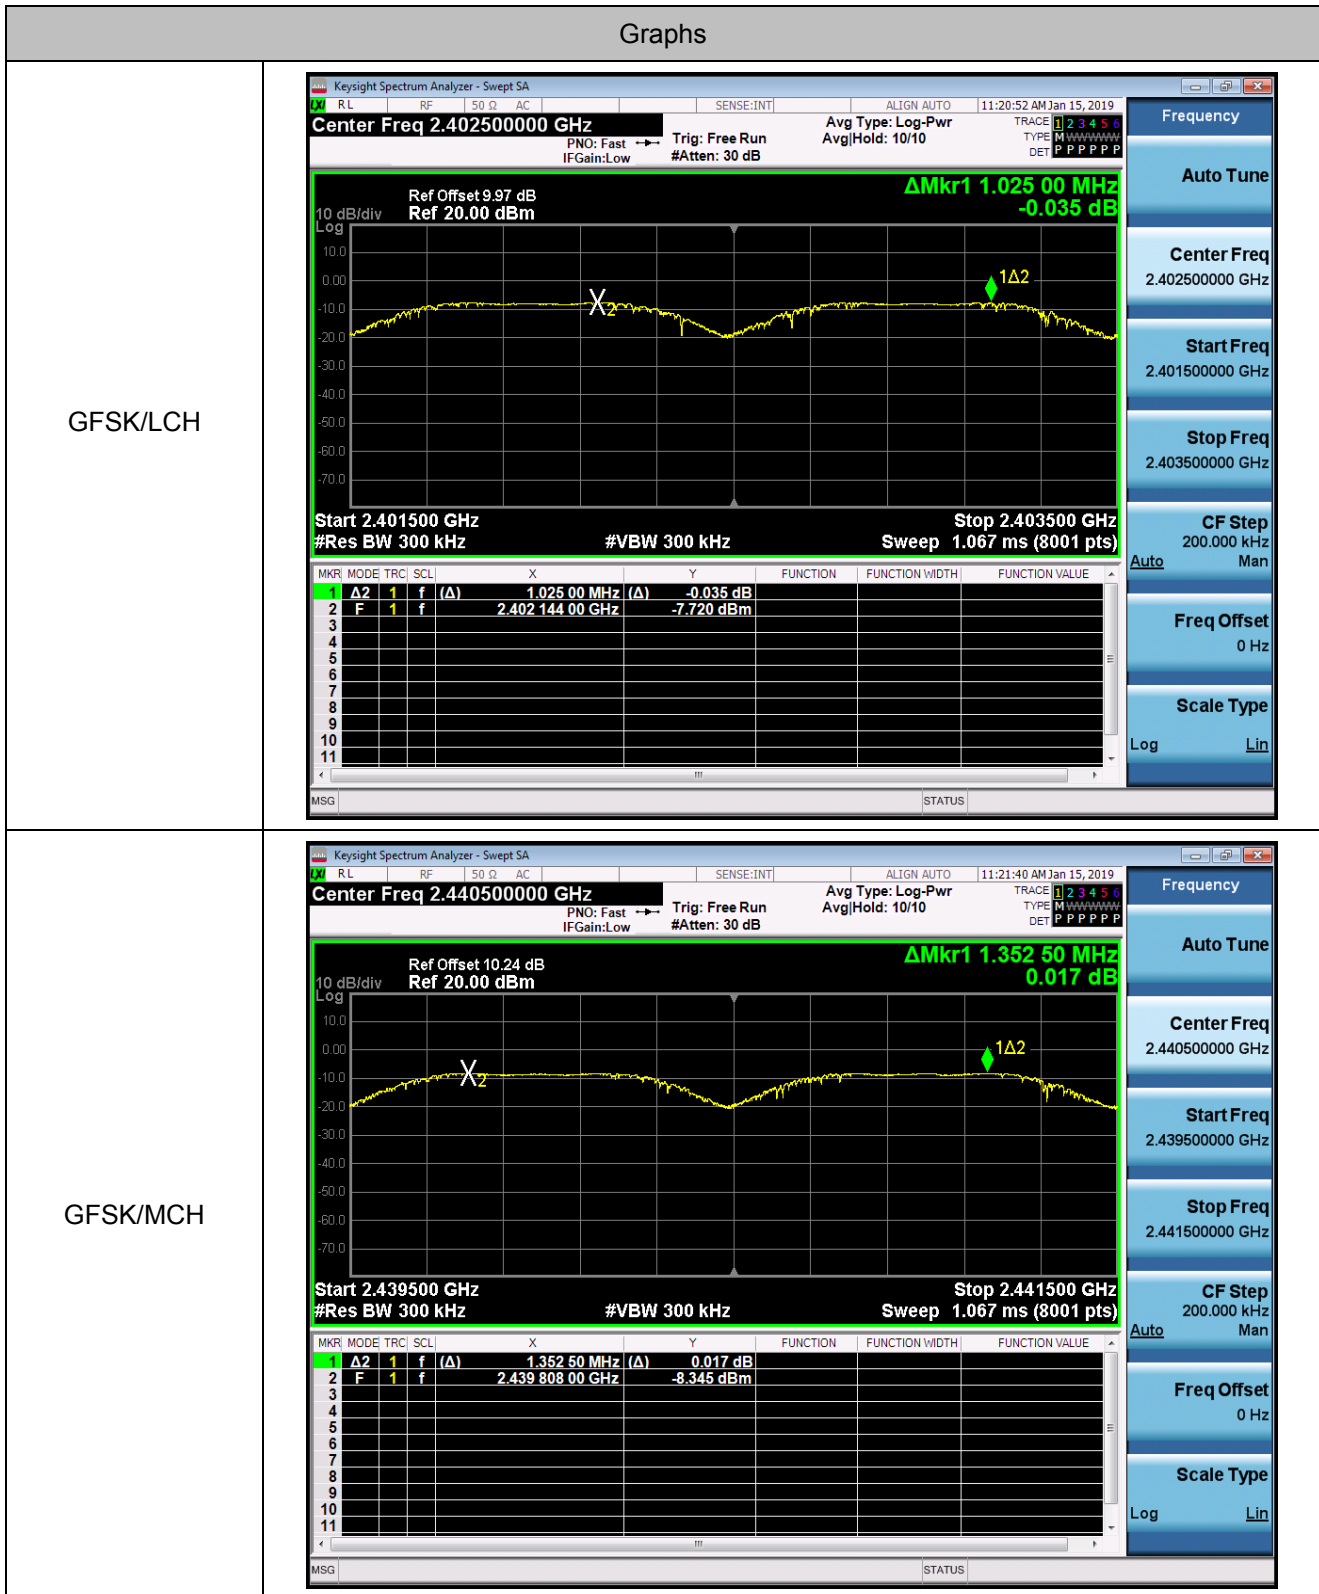 Graphs
GFSK/LCH
Keysight Spectrum Analyzer - Swept SA
LXI RL RF 50 Ω AC SENSE:INT ALIGN AUTO 11:20:52 AM Jan 15, 2019
Center Freq 2.402500000 GHz
PNO: Fast
IFGain:Low
Trig: Free Run
#Atten: 30 dB
Avg Type: Log-Pwr
Avg|Hold: 10/10
TRACE 1 2 3 4 5 6
TYPE M WWWWW
DET P P P P P P
ΔMkr1 1.025 00 MHz
-0.035 dB
Ref Offset 9.97 dB
10 dB/div Ref 20.00 dBm
Log
10.0
0.00
-10.0
-20.0
-30.0
-40.0
-50.0
-60.0
-70.0
X2
1Δ2
Start 2.401500 GHz Stop 2.403500 GHz
#Res BW 300 kHz #VBW 300 kHz Sweep 1.067 ms (8001 pts)
MKR MODE TRC SCL X Y FUNCTION FUNCTION WIDTH FUNCTION VALUE
1 Δ2 1 f (Δ) 1.025 00 MHz (Δ) -0.035 dB
2 F 1 f 2.402 144 00 GHz -7.720 dBm
3
4
5
6
7
8
9
10
11
MSG STATUS
Frequency
Auto Tune
Center Freq
2.402500000 GHz
Start Freq
2.401500000 GHz
Stop Freq
2.403500000 GHz
CF Step
200.000 kHz
Auto Man
Freq Offset
0 Hz
Scale Type
Log Lin
GFSK/MCH
Keysight Spectrum Analyzer - Swept SA
LXI RL RF 50 Ω AC SENSE:INT ALIGN AUTO 11:21:40 AM Jan 15, 2019
Center Freq 2.440500000 GHz
PNO: Fast
IFGain:Low
Trig: Free Run
#Atten: 30 dB
Avg Type: Log-Pwr
Avg|Hold: 10/10
TRACE 1 2 3 4 5 6
TYPE M WWWWW
DET P P P P P P
ΔMkr1 1.352 50 MHz
0.017 dB
Ref Offset 10.24 dB
10 dB/div Ref 20.00 dBm
Log
10.0
0.00
-10.0
-20.0
-30.0
-40.0
-50.0
-60.0
-70.0
X2
1Δ2
Start 2.439500 GHz Stop 2.441500 GHz
#Res BW 300 kHz #VBW 300 kHz Sweep 1.067 ms (8001 pts)
MKR MODE TRC SCL X Y FUNCTION FUNCTION WIDTH FUNCTION VALUE
1 Δ2 1 f (Δ) 1.352 50 MHz (Δ) 0.017 dB
2 F 1 f 2.439 808 00 GHz -8.345 dBm
3
4
5
6
7
8
9
10
11
MSG STATUS
Frequency
Auto Tune
Center Freq
2.440500000 GHz
Start Freq
2.439500000 GHz
Stop Freq
2.441500000 GHz
CF Step
200.000 kHz
Auto Man
Freq Offset
0 Hz
Scale Type
Log Lin